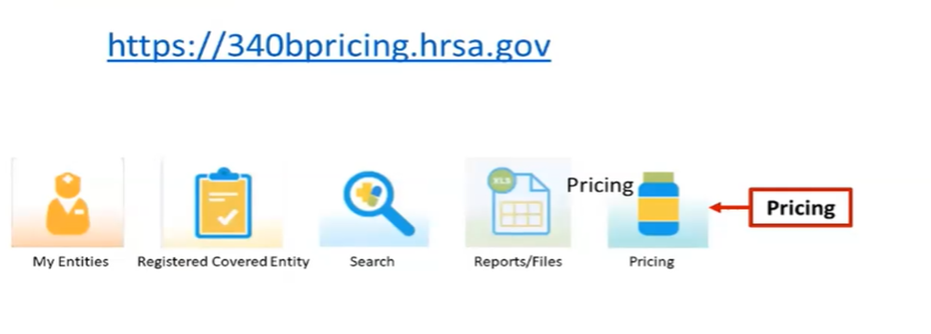 https://340bpricing.hrsa.gov
XLS
Pricing
Pricing
My Entities
Registered Covered Entity
Search
Reports/Files
Pricing